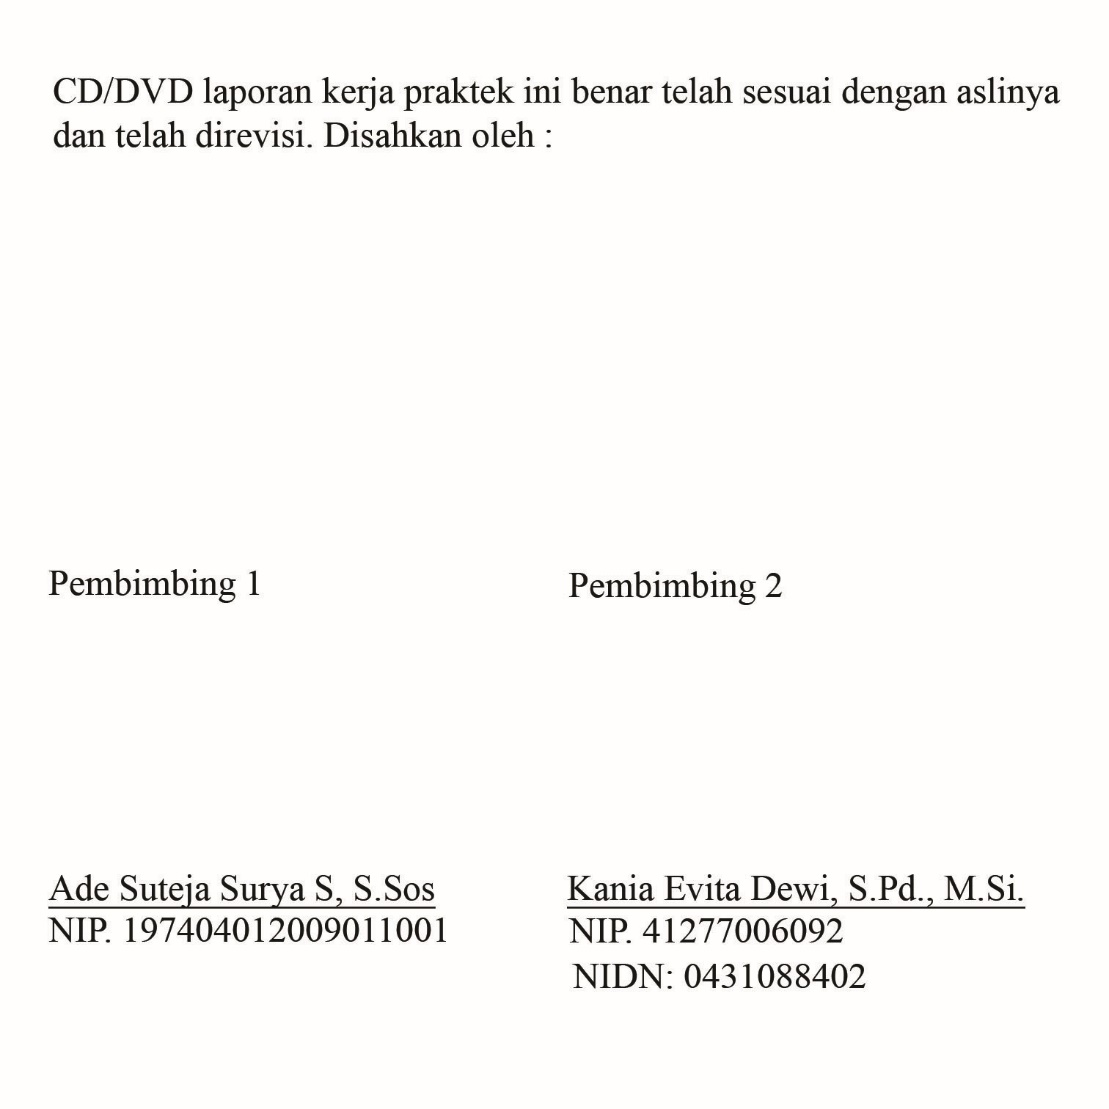 CD/DVD laporan kerja praktek ini benar telah sesuai dengan aslinya
dan telah direvisi. Disahkan oleh :
Pembimbing 1
Pembimbing 2
Ade Suteja Surya S, S.Sos
NIP. 197404012009011001
Kania Evita Dewi, S.Pd., M.Si.
NIP. 41277006092
NIDN: 0431088402